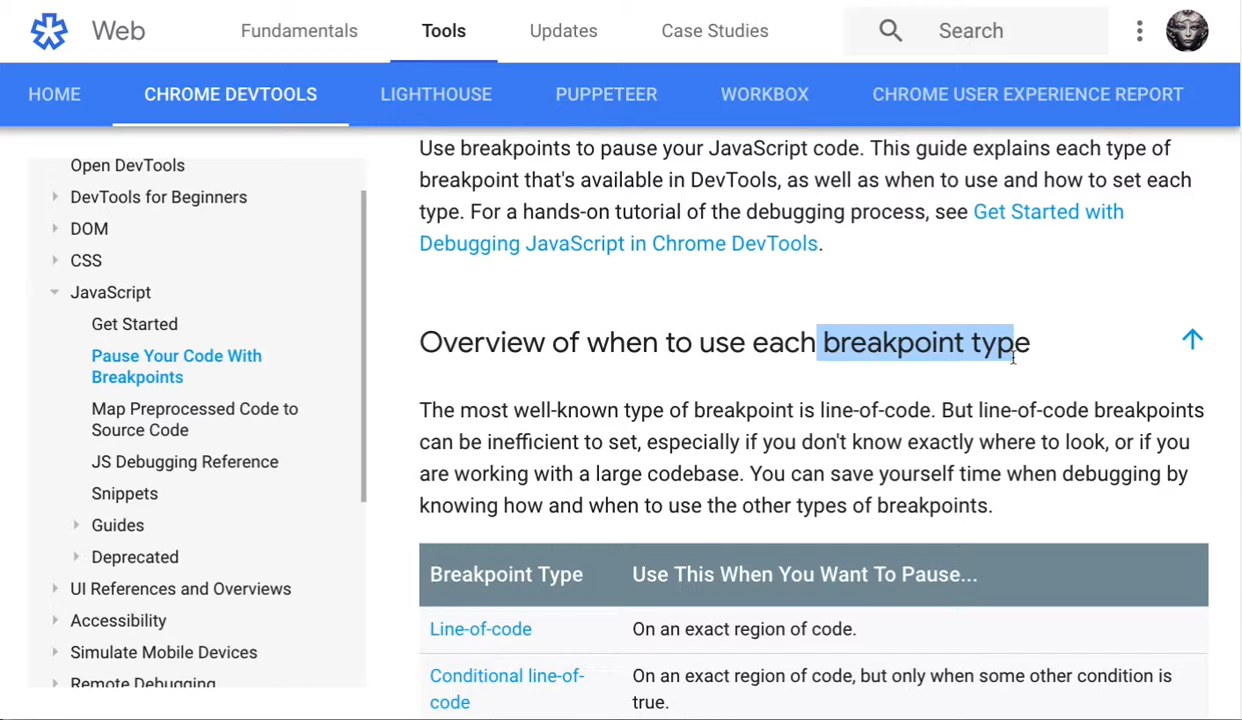 Web
Fundamentals
Tools
Updates
Case Studies
Search
HOME
CHROME DEVTOOLS
LIGHTHOUSE
PUPPETEER
WORKBOX
CHROME USER EXPERIENCE REPORT
Open DevTools
DevTools for Beginners
DOM
CSS
JavaScript
Get Started
Pause Your Code With
Breakpoints
Map Preprocessed Code to
Source Code
JS Debugging Reference
Snippets
Guides
Deprecated
UI References and Overviews
Accessibility
Simulate Mobile Devices
Remote Debugging
Use breakpoints to pause your JavaScript code. This guide explains each type of
breakpoint that's available in DevTools, as well as when to use and how to set each
type. For a hands-on tutorial of the debugging process, see Get Started with
Debugging JavaScript in Chrome DevTools.
Overview of when to use each breakpoint type
The most well-known type of breakpoint is line-of-code. But line-of-code breakpoints
can be inefficient to set, especially if you don't know exactly where to look, or if you
are working with a large codebase. You can save yourself time when debugging by
knowing how and when to use the other types of breakpoints.
Breakpoint Type
Use This When You Want To Pause...
Line-of-code
On an exact region of code.
Conditional line-of-
code
On an exact region of code, but only when some other condition is
true.